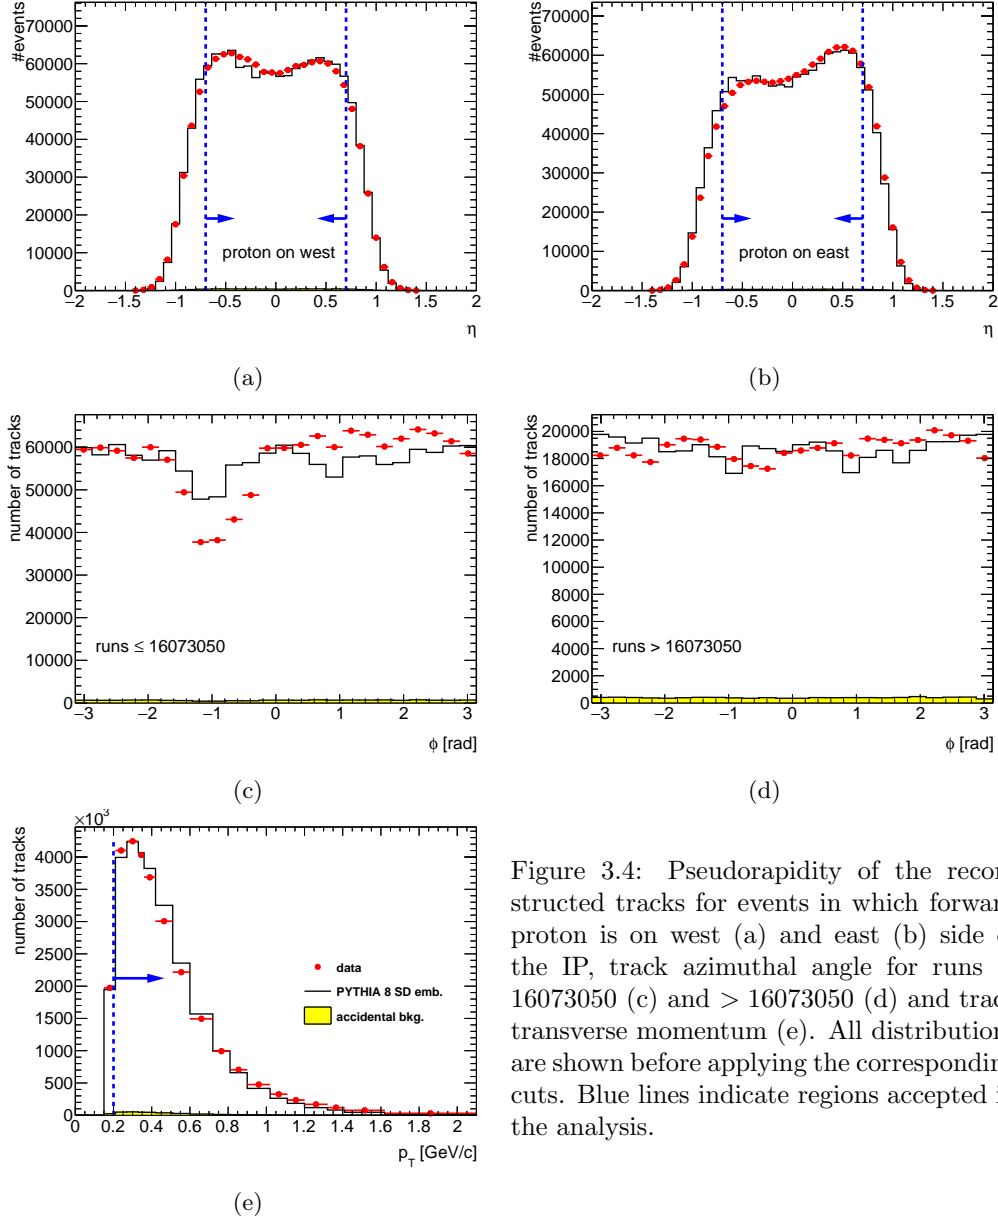 #events
70000
60000
50000
40000
30000
20000
10000
0
proton on west
−2 −1.5 −1 −0.5 0 0.5 1 1.5 2
η
(a)
#events
70000
60000
50000
40000
30000
20000
10000
0
proton on east
−2 −1.5 −1 −0.5 0 0.5 1 1.5 2
η
(b)
number of tracks
60000
50000
40000
30000
20000
10000
0
runs ≤ 16073050
−3 −2 −1 0 1 2 3
ϕ [rad]
(c)
number of tracks
20000
18000
16000
14000
12000
10000
8000
6000
4000
2000
0
runs > 16073050
−3 −2 −1 0 1 2 3
ϕ [rad]
(d)
×10³
number of tracks
4000
3500
3000
2500
2000
1500
1000
500
0
data
PYTHIA 8 SD emb.
accidental bkg.
0 0.2 0.4 0.6 0.8 1 1.2 1.4 1.6 1.8 2
p_T [GeV/c]
(e)
Figure 3.4: Pseudorapidity of the recon
structed tracks for events in which forwar
proton is on west (a) and east (b) side
the IP, track azimuthal angle for runs
16073050 (c) and > 16073050 (d) and trac
transverse momentum (e). All distribution
are shown before applying the correspondin
cuts. Blue lines indicate regions accepted i
the analysis.